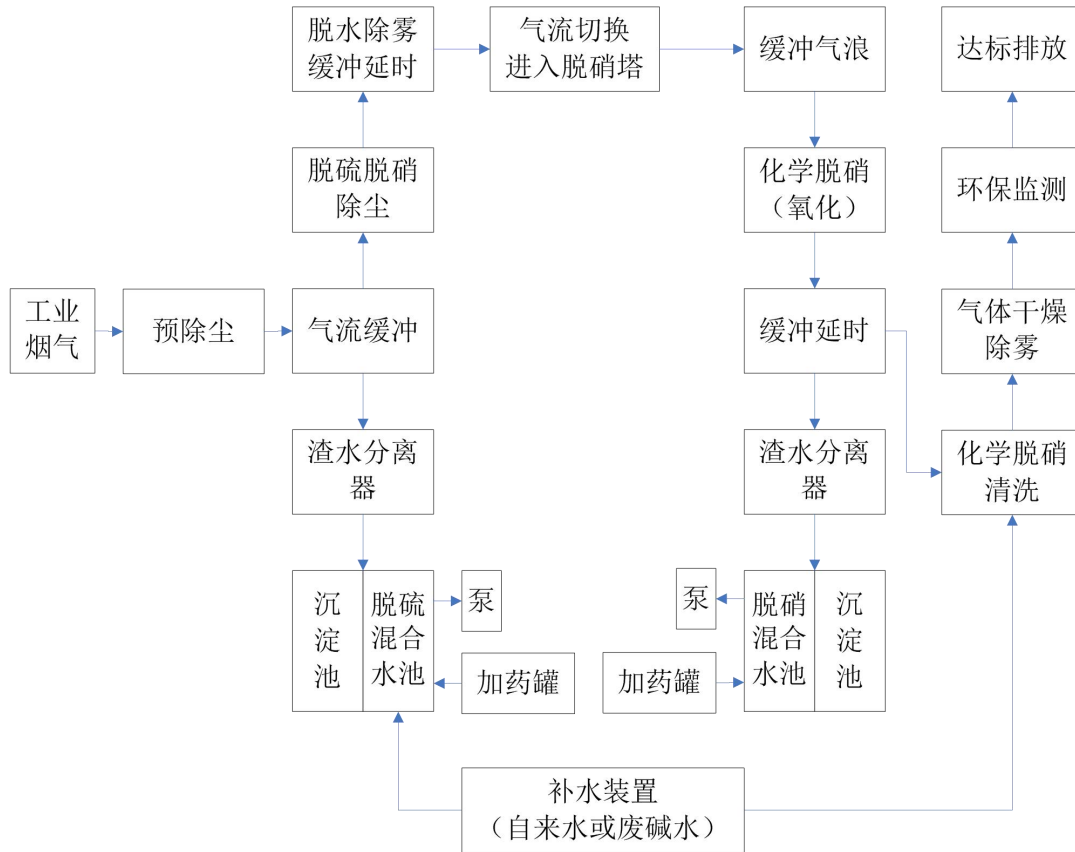 脱水除雾
缓冲延时
气流切换
进入脱硝塔
缓冲气浪
达标排放
脱硫脱硝
除尘
化学脱硝
（氧化）
环保监测
工业
烟气
预除尘
气流缓冲
缓冲延时
气体干燥
除雾
渣水分离
器
渣水分离
器
化学脱硝
清洗
沉
淀
池
脱硫
混合
水池
泵
加药罐
泵
加药罐
脱硝
混合
水池
沉
淀
池
补水装置
（自来水或废碱水）